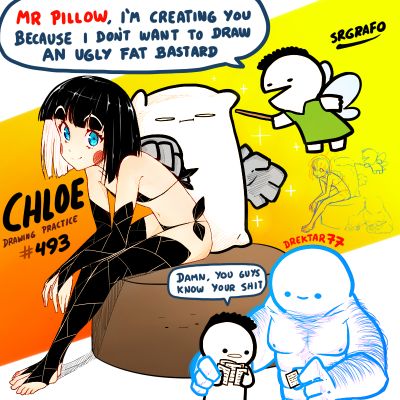 MR PILLOW, I'M CREATING YOU
BECAUSE I DON'T WANT TO DRAW
AN UGLY FAT BASTARD
SRGRAFO
CHLOE
DRAWING PRACTICE
#493
DREKTAR77
DAMN, YOU GUYS
KNOW YOUR SHIT